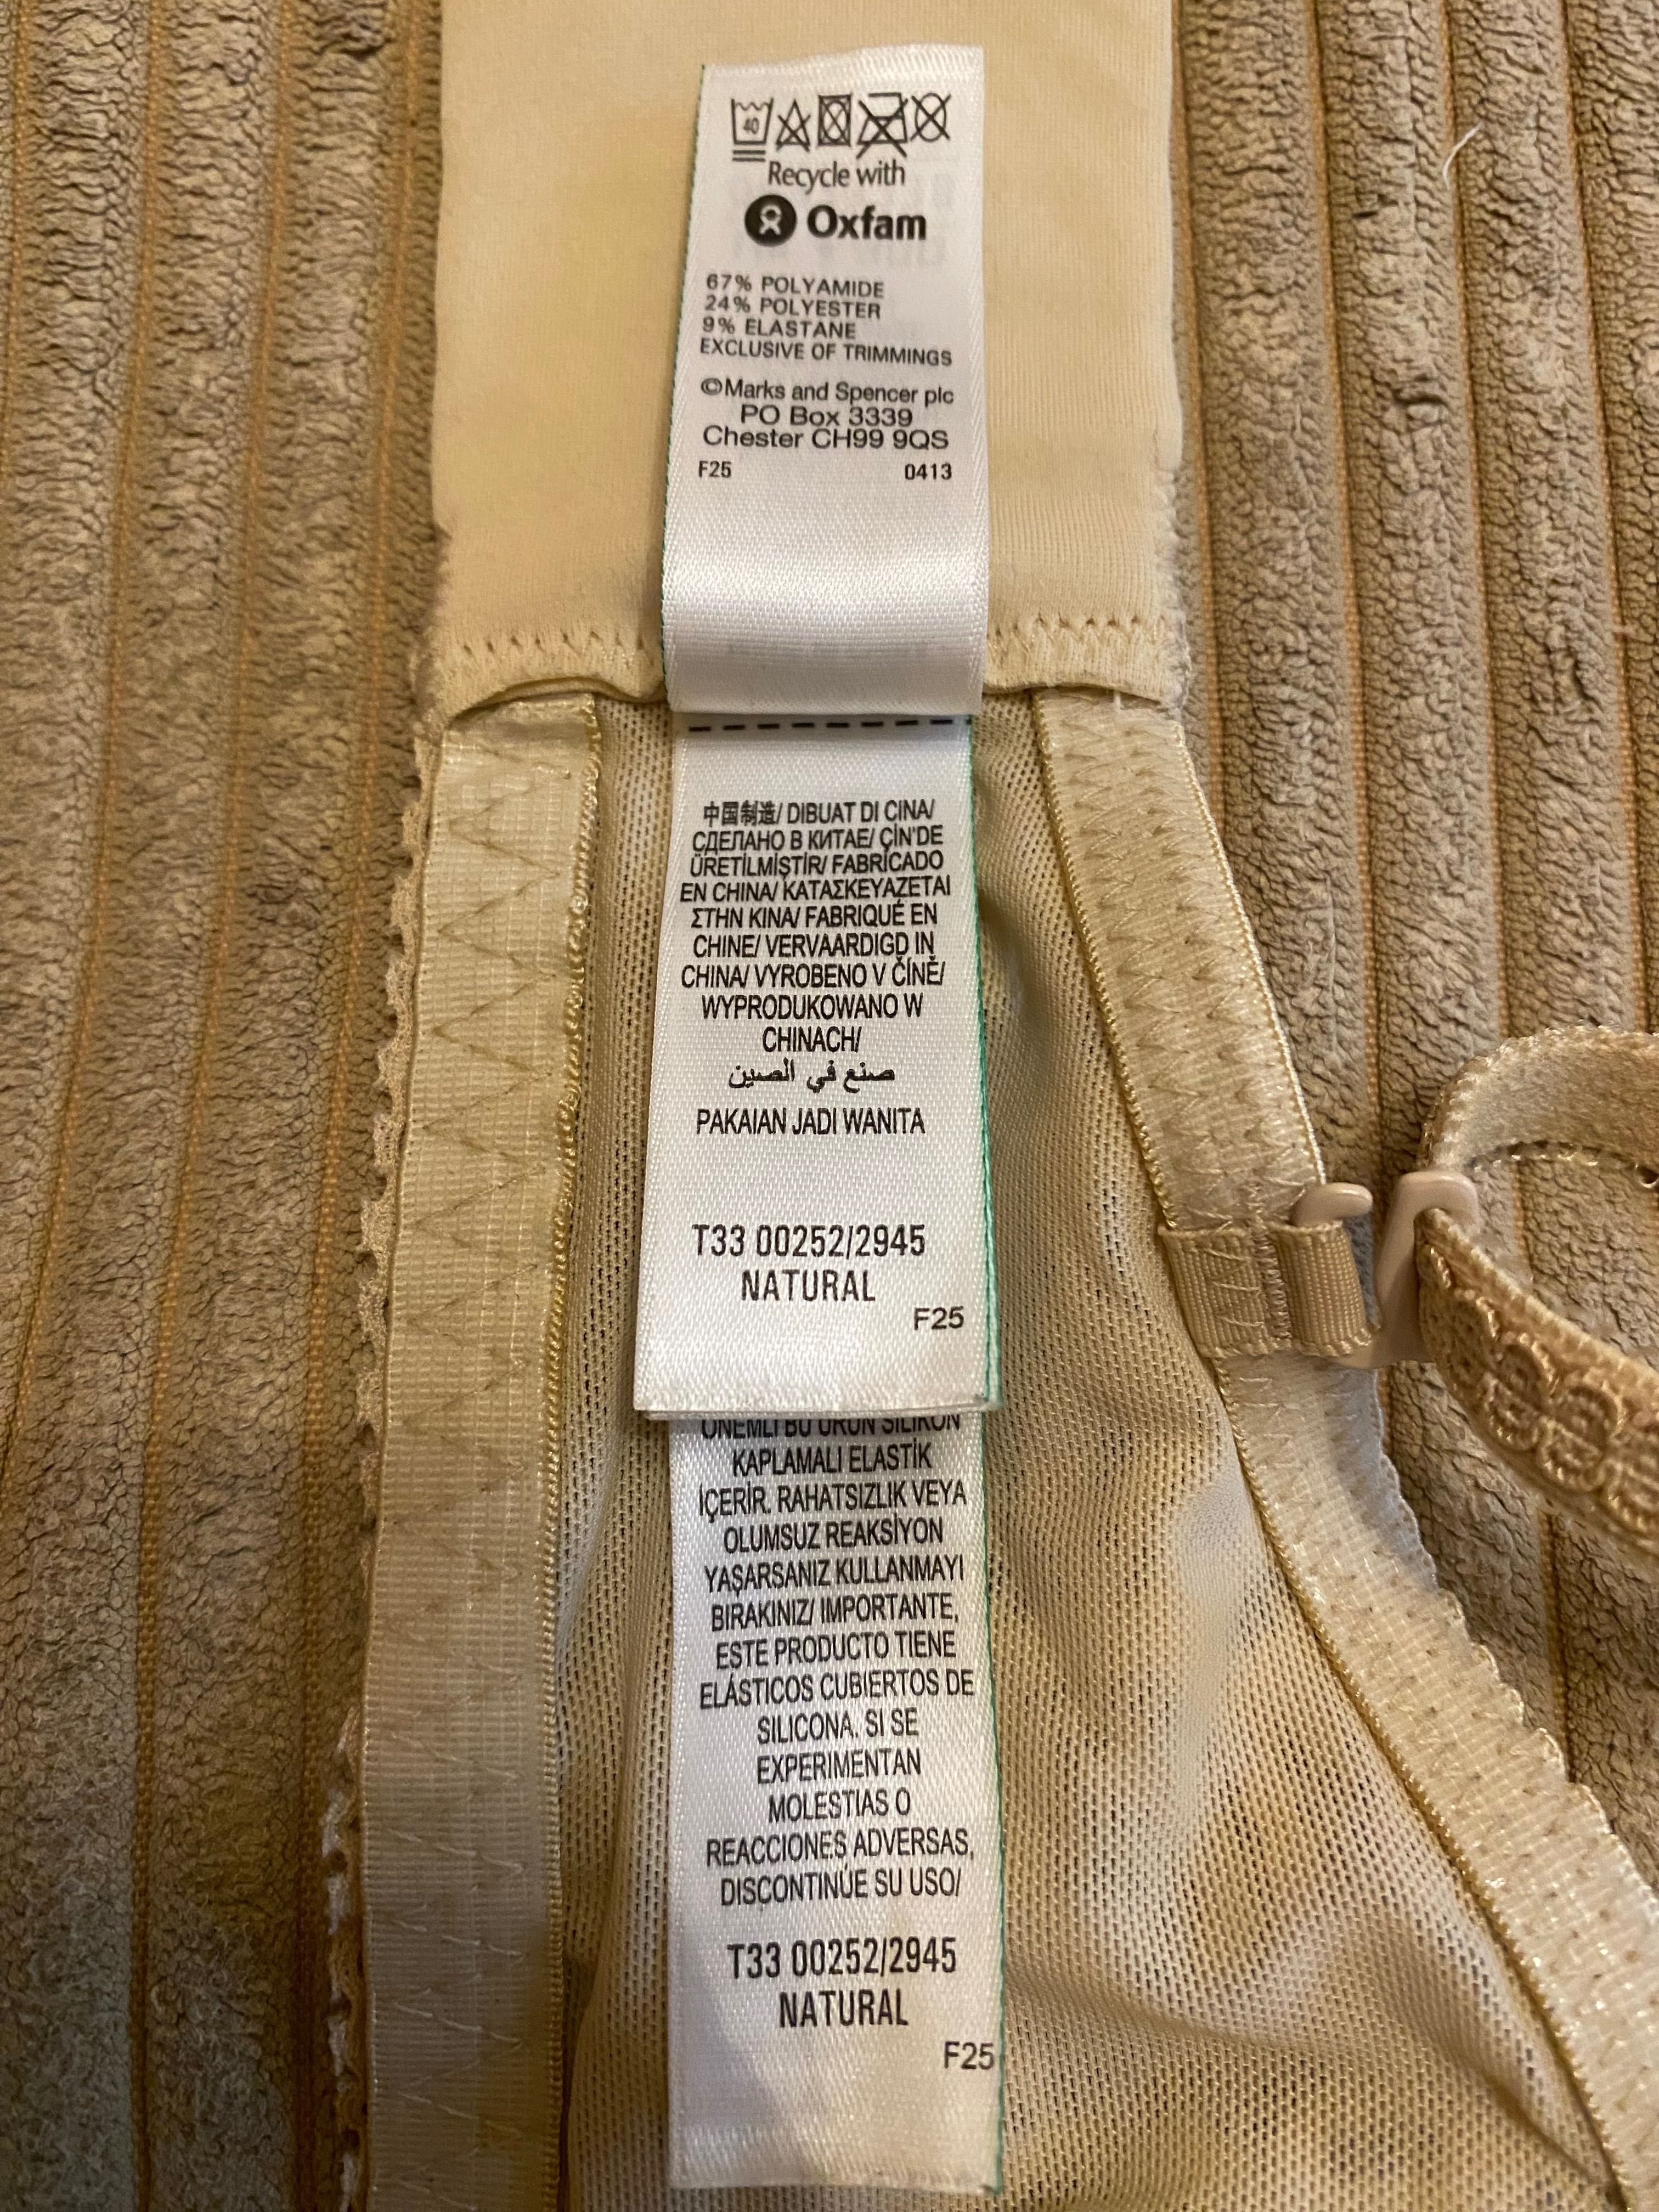 40
Recycle with
Oxfam
67% POLYAMIDE
24% POLYESTER
9% ELASTANE
EXCLUSIVE OF TRIMMINGS
©Marks and Spencer plc
PO Box 3339
Chester CH99 9QS
F25 0413
中国制造/ DIBUAT DI CINA/
СДЕЛАНО В КИТАЕ/ ÇİN'DE
ÜRETİLMİŞTİR/ FABRICADO
EN CHINA/ ΚΑΤΑΣΚΕΥΑΖΕΤΑΙ
ΣΤΗΝ ΚΙΝΑ/ FABRIQUÉ EN
CHINE/ VERVAARDIGD IN
CHINA/ VYROBENO V ČÍNĚ/
WYPRODUKOWANO W
CHINACH/
صنع في الصين
PAKAIAN JADI WANITA
T33 00252/2945
NATURAL
F25
ÖNEMLİ BU ÜRÜN SİLİKON
KAPLAMALI ELASTİK
İÇERİR. RAHATSIZLIK VEYA
OLUMSUZ REAKSİYON
YAŞARSANIZ KULLANMAYI
BIRAKINIZ/ IMPORTANTE,
ESTE PRODUCTO TIENE
ELÁSTICOS CUBIERTOS DE
SILICONA. SI SE
EXPERIMENTAN
MOLESTIAS O
REACCIONES ADVERSAS,
DISCONTINÚE SU USO/
T33 00252/2945
NATURAL
F25